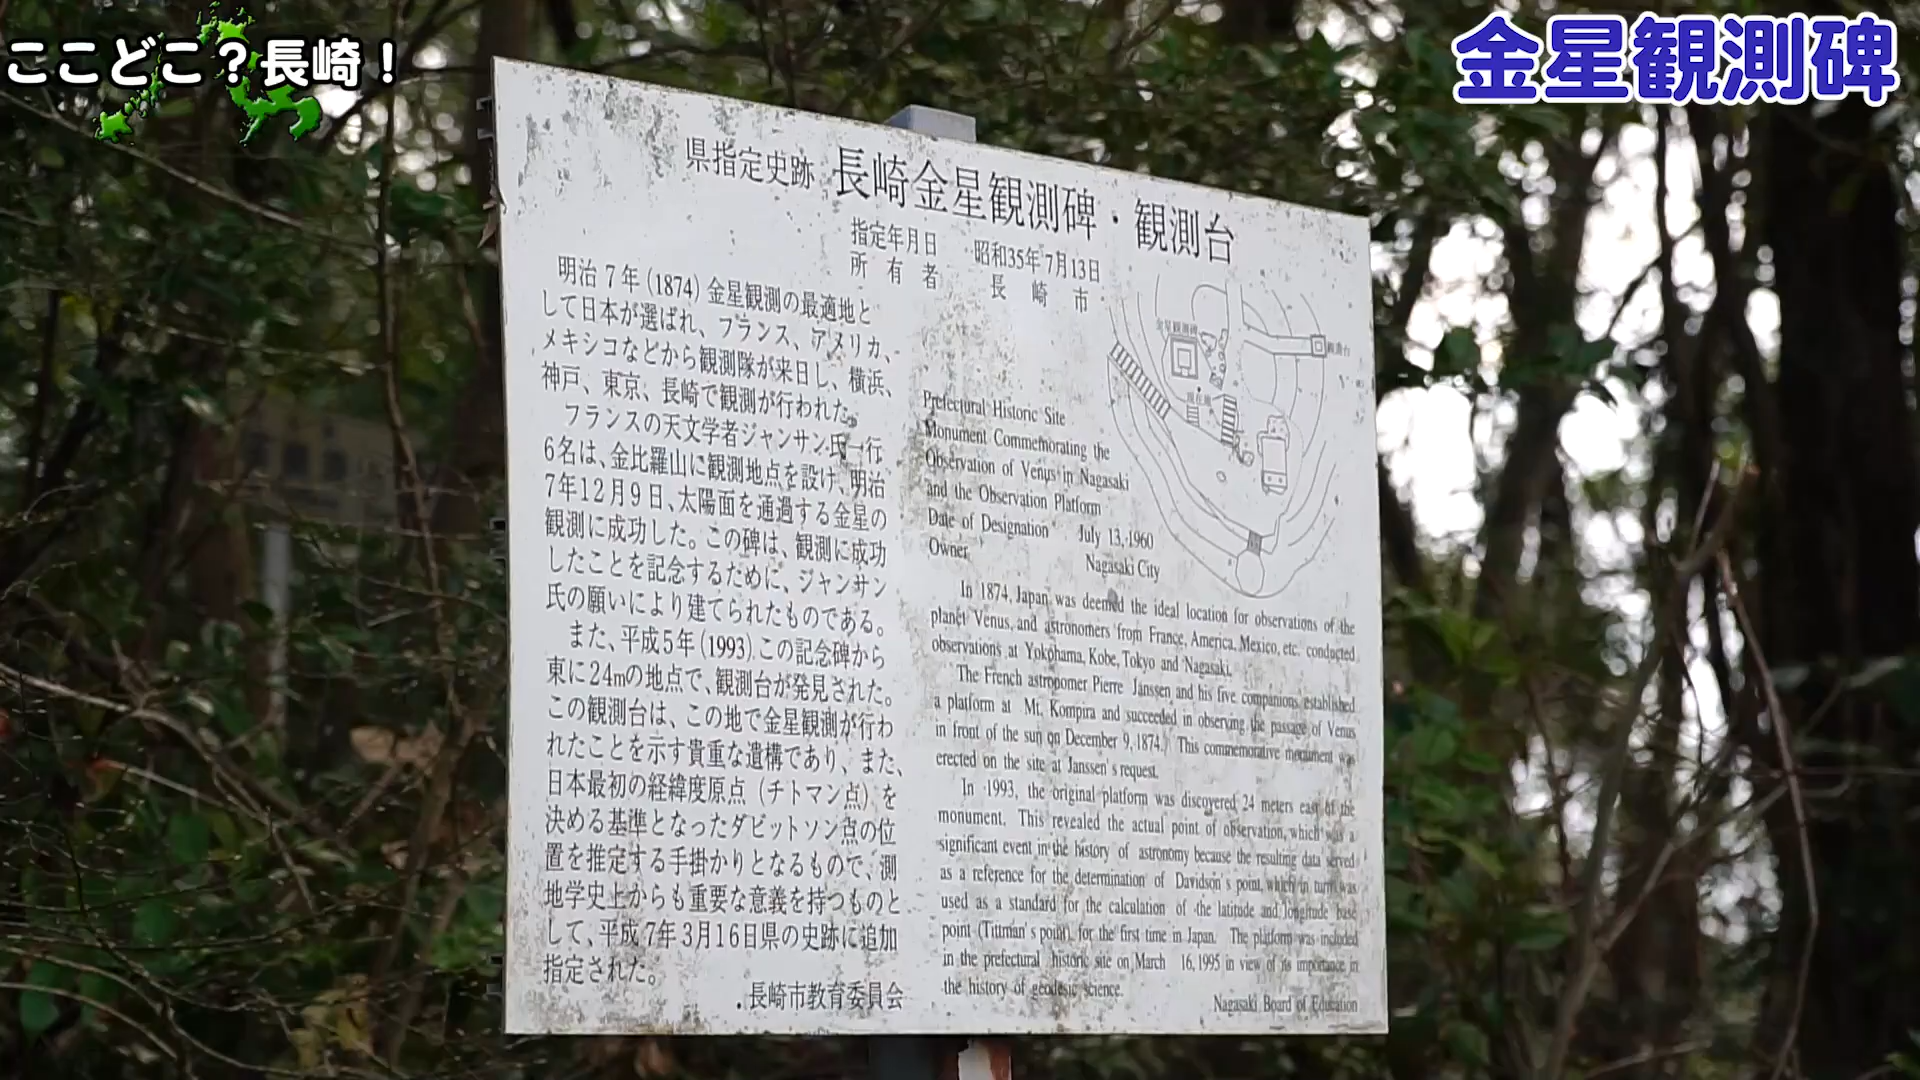 ここどこ？長崎！
金星観測碑
県指定史跡 長崎金星観測碑・観測台
指定年月日 昭和35年7月13日
所有者 長崎市
明治7年(1874)金星観測の最適地と
して日本が選ばれ、フランス、アメリカ、
メキシコなどから観測隊が来日し、横浜、
神戸、東京、長崎で観測が行われた。
フランスの天文学者ジャンサン氏一行
6名は、金比羅山に観測地点を設け、明治
7年12月9日、太陽面を通過する金星の
観測に成功した。この碑は、観測に成功
したことを記念するために、ジャンサン
氏の願いにより建てられたものである。
また、平成5年(1993)この記念碑から
東に24mの地点で、観測台が発見された。
この観測台は、この地で金星観測が行わ
れたことを示す貴重な遺構であり、また、
日本最初の経緯度原点（チトマン点）を
決める基準となったダビットソン点の位
置を推定する手掛かりとなるもので、測
地学史上からも重要な意義を持つものと
して、平成7年3月16日県の史跡に追加
指定された。
長崎市教育委員会
金星観測碑
観測台
現在地
Prefectural Historic Site
Monument Commemorating the
Observation of Venus in Nagasaki
and the Observation Platform
Date of Designation July 13, 1960
Owner Nagasaki City
In 1874, Japan was deemed the ideal location for observations of the
planet Venus, and astronomers from France, America, Mexico, etc. conducted
observations at Yokohama, Kobe, Tokyo and Nagasaki.
The French astronomer Pierre Janssen and his five companions established
a platform at Mt. Kompira and succeeded in observing the passage of Venus
in front of the sun on December 9, 1874. This commemorative monument was
erected on the site at Janssen's request.
In 1993, the original platform was discovered 24 meters east of the
monument. This revealed the actual point of observation, which was a
significant event in the history of astronomy because the resulting data served
as a reference for the determination of Davidson's point, which in turn was
used as a standard for the calculation of the latitude and longitude base
point (Tittman's point) for the first time in Japan. The platform was included
in the prefectural historic site on March 16, 1995 in view of its importance in
the history of geodesic science.
Nagasaki Board of Education